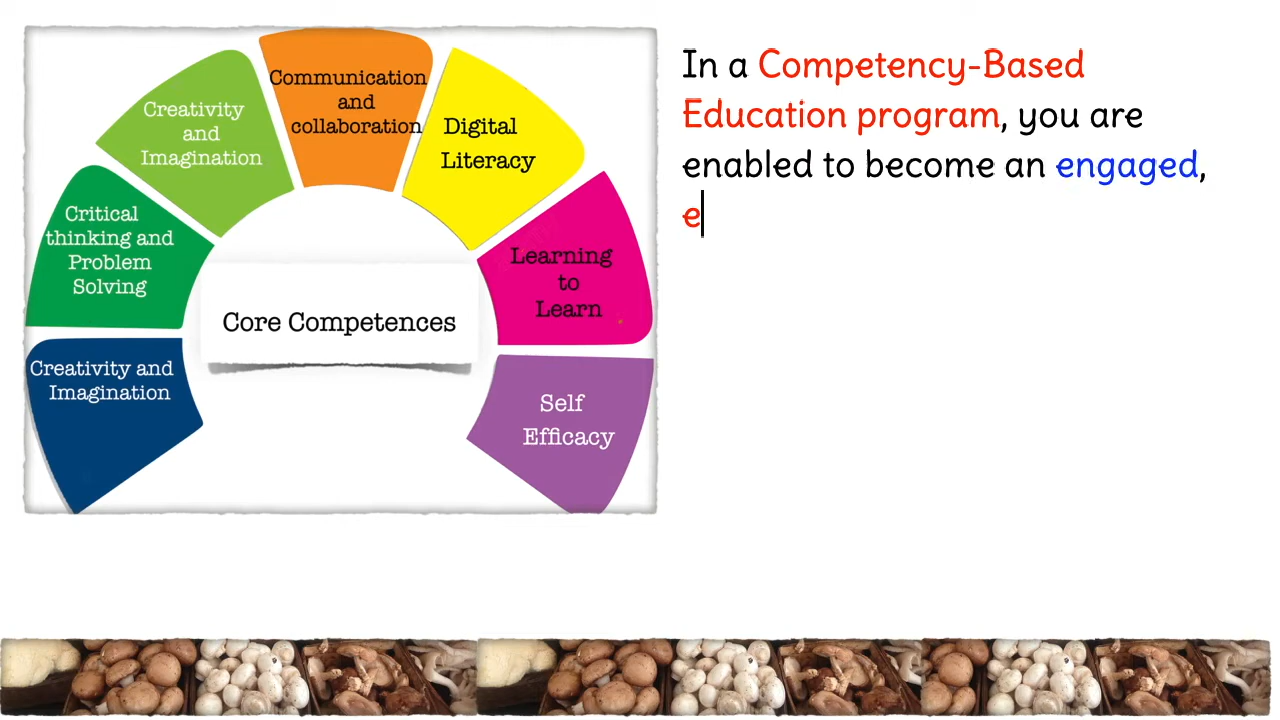 Communication
and
collaboration
Creativity
and
Imagination
Digital
Literacy
Critical
thinking and
Problem
Solving
Learning
to
Learn
Core Competences
Creativity and
Imagination
Self
Efficacy
In a Competency-Based
Education program, you are
enabled to become an engaged,
e